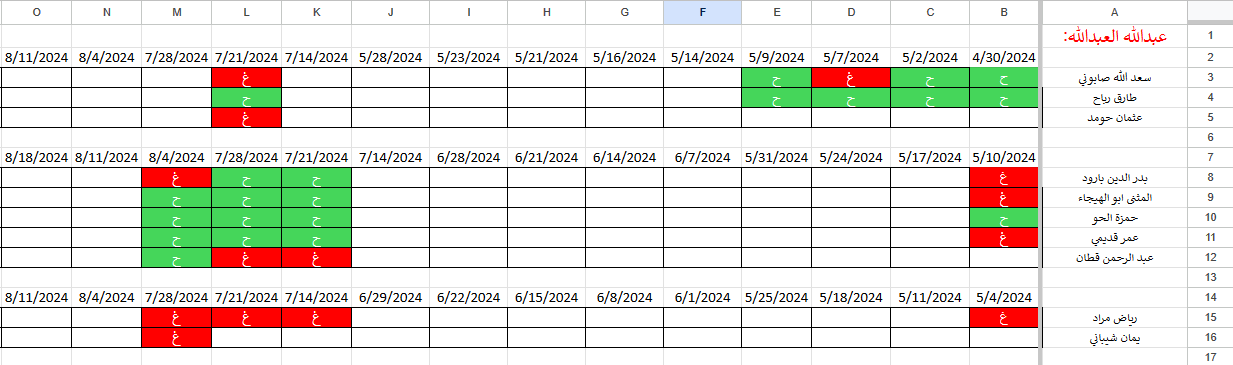 A B C D E F G H I J K L M N O
1 عبدالله العبدالله:
2 4/30/2024 5/2/2024 5/7/2024 5/9/2024 5/14/2024 5/16/2024 5/21/2024 5/23/2024 5/28/2024 7/14/2024 7/21/2024 7/28/2024 8/4/2024 8/11/2024
3 سعد الله صابوني ح ح غ ح غ
4 طارق رباح ح ح ح ح ح
5 عثمان حومد غ
6
7 5/10/2024 5/17/2024 5/24/2024 5/31/2024 6/7/2024 6/14/2024 6/21/2024 6/28/2024 7/14/2024 7/21/2024 7/28/2024 8/4/2024 8/11/2024 8/18/2024
8 بدر الدين بارود غ ح ح غ
9 المثنى ابو الهيجاء غ ح ح ح
10 حمزة الحو ح ح ح ح
11 عمر قديمي غ ح ح ح
12 عبد الرحمن قطان غ غ ح
13
14 5/4/2024 5/11/2024 5/18/2024 5/25/2024 6/1/2024 6/8/2024 6/15/2024 6/22/2024 6/29/2024 7/14/2024 7/21/2024 7/28/2024 8/4/2024 8/11/2024
15 رياض مراد غ غ غ غ
16 يمان شيباني غ
17